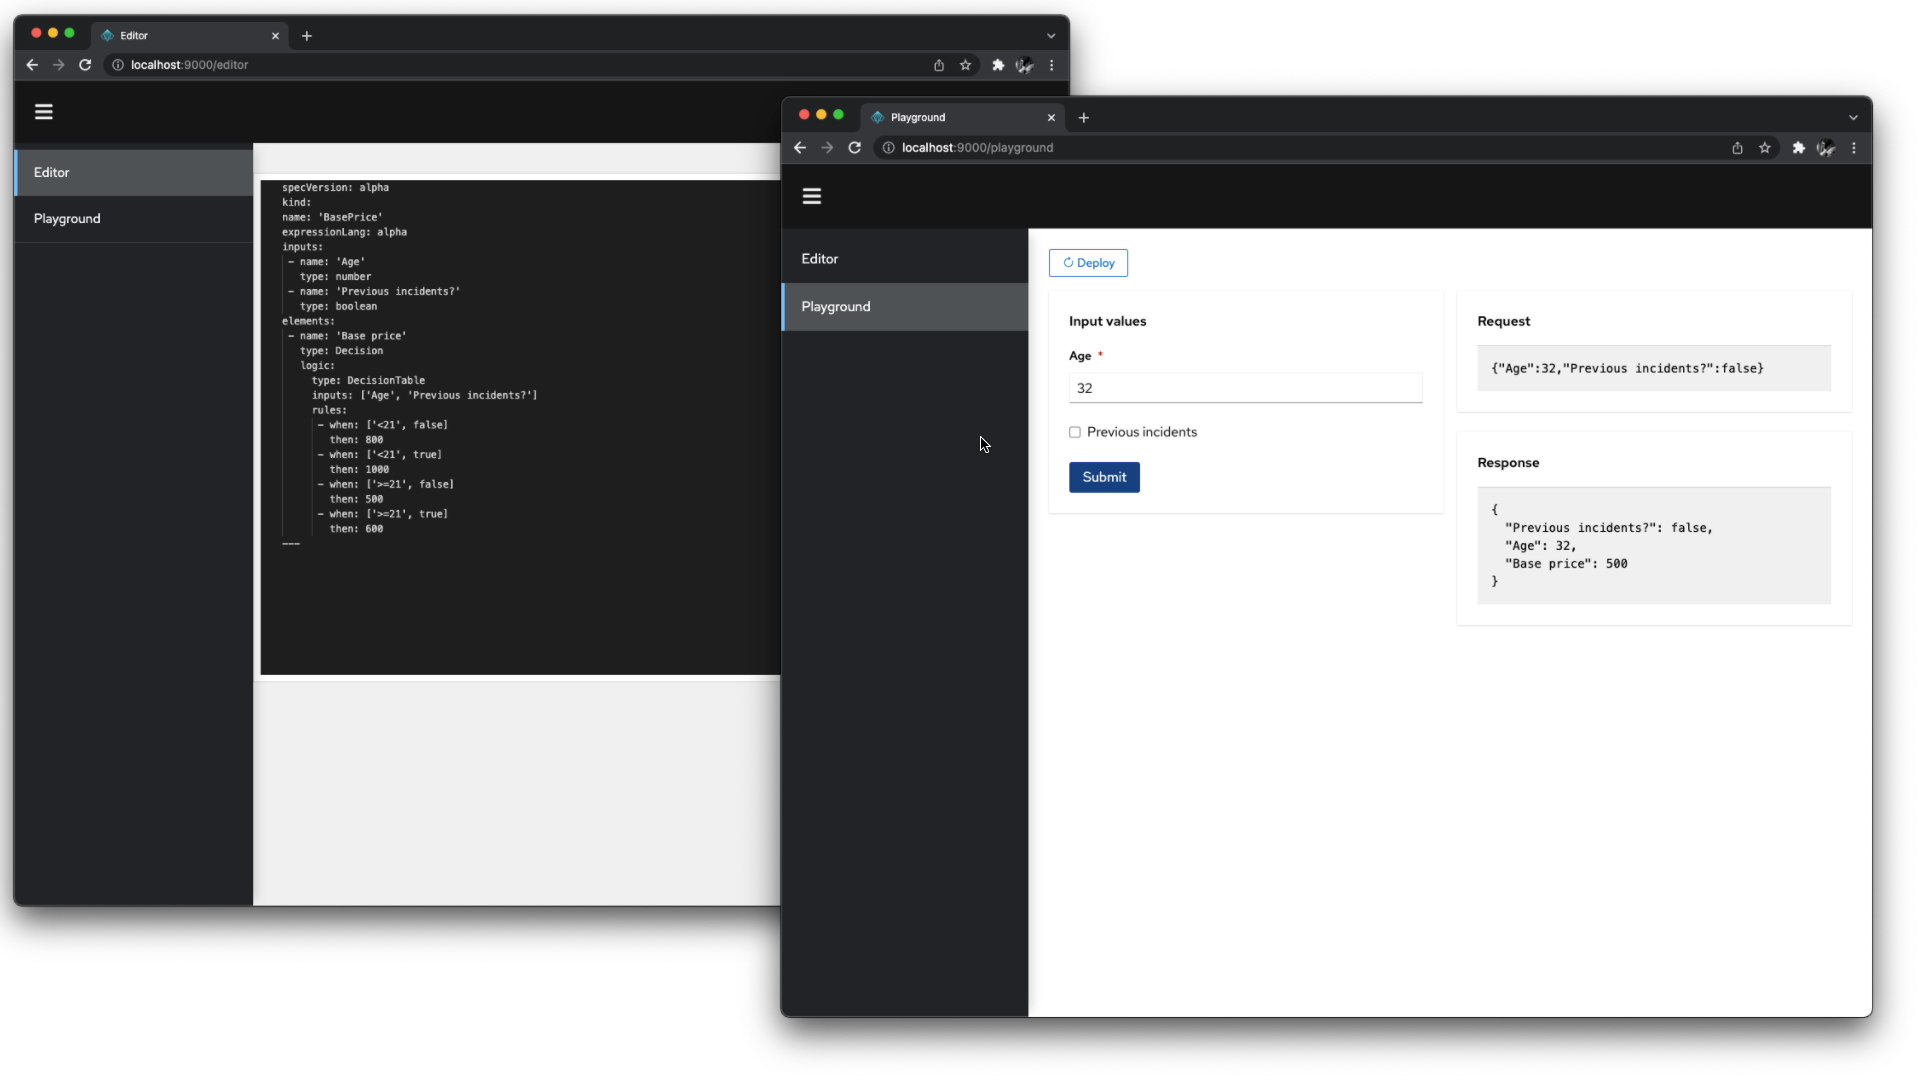 Editor
localhost:9000/editor
Editor
Playground
specVersion: alpha
kind:
name: 'BasePrice'
expressionLang: alpha
inputs:
– name: 'Age'
type: number
– name: 'Previous incidents?'
type: boolean
elements:
– name: 'Base price'
type: Decision
logic:
type: DecisionTable
inputs: ['Age', 'Previous incidents?']
rules:
– when: ['<21', false]
then: 800
– when: ['<21', true]
then: 1000
– when: ['>=21', false]
then: 500
– when: ['>=21', true]
then: 600
---
Playground
localhost:9000/playground
Editor
Playground
Deploy
Input values
Age *
32
Previous incidents
Submit
Request
{"Age":32,"Previous incidents?":false}
Response
{
"Previous incidents?": false,
"Age": 32,
"Base price": 500
}